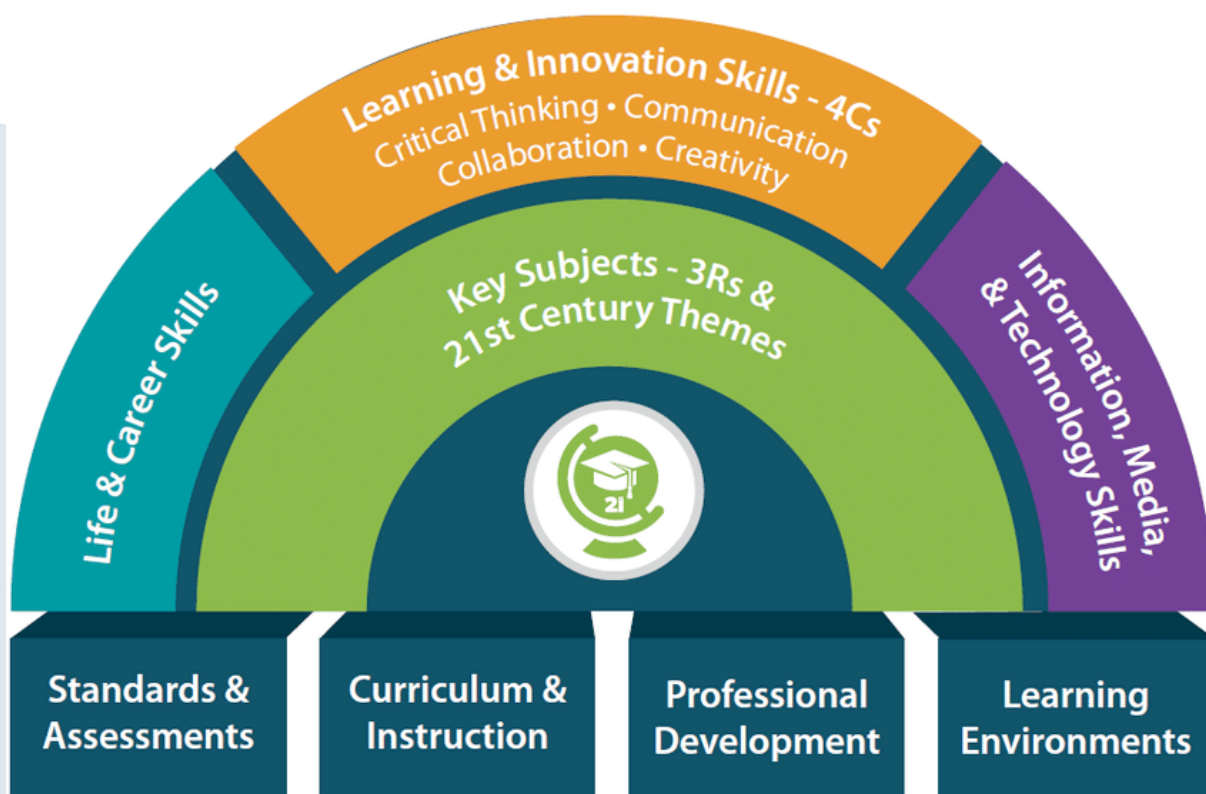 Learning & Innovation Skills - 4Cs
Critical Thinking • Communication
Collaboration • Creativity
Life & Career Skills
Key Subjects - 3Rs &
21st Century Themes
Information, Media,
& Technology Skills
2i
Standards &
Assessments
Curriculum &
Instruction
Professional
Development
Learning
Environments